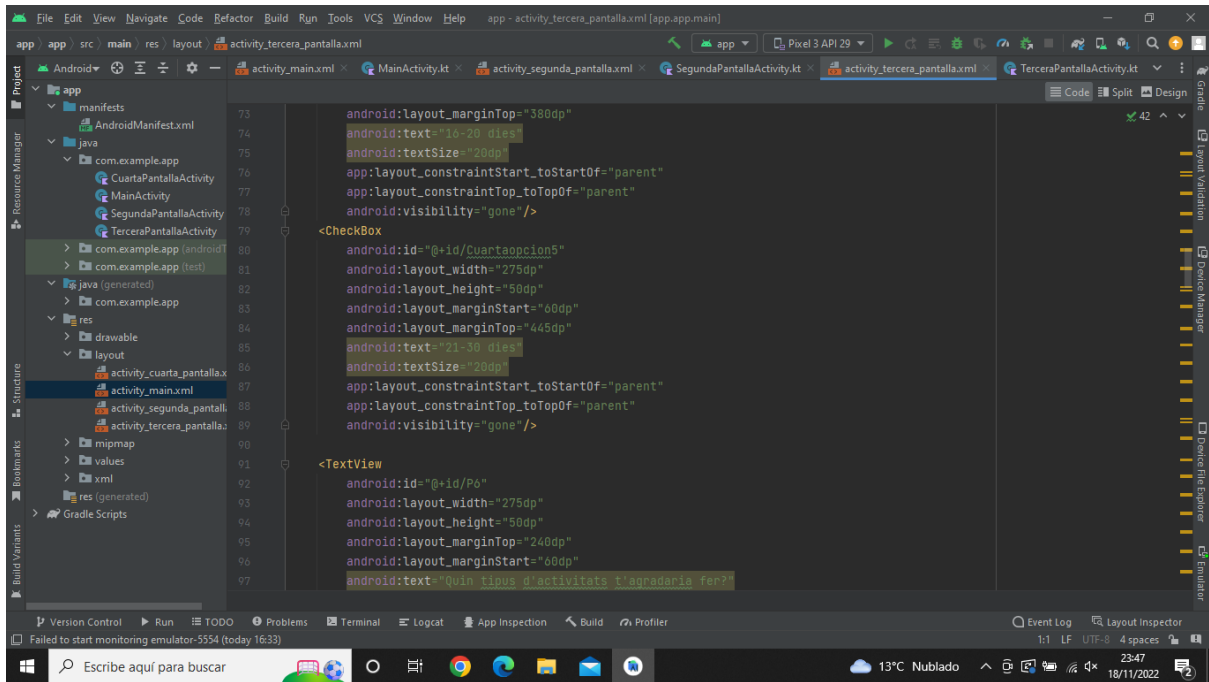 File Edit View Navigate Code Refactor Build Run Tools VCS Window Help app - activity_tercera_pantalla.xml [app.app.main]
app app src main res layout activity_tercera_pantalla.xml app Pixel 3 API 29
Android activity_main.xml MainActivity.kt activity_segunda_pantalla.xml SegundaPantallaActivity.kt activity_tercera_pantalla.xml TerceraPantallaActivity.kt
Code Split Design
42
Project
Resource Manager
Structure
Bookmarks
Build Variants
app
manifests
AndroidManifest.xml
java
com.example.app
CuartaPantallaActivity
MainActivity
SegundaPantallaActivity
TerceraPantallaActivity
com.example.app (androidT
com.example.app (test)
java (generated)
com.example.app
res
drawable
layout
activity_cuarta_pantalla.x
activity_main.xml
activity_segunda_pantall
activity_tercera_pantalla.
mipmap
values
xml
res (generated)
Gradle Scripts
73 android:layout_marginTop="380dp"
74 android:text="16-20 dies"
75 android:textSize="20dp"
76 app:layout_constraintStart_toStartOf="parent"
77 app:layout_constraintTop_toTopOf="parent"
78 android:visibility="gone"/>
79 <CheckBox
80 android:id="@+id/Cuartaopcion5"
81 android:layout_width="275dp"
82 android:layout_height="50dp"
83 android:layout_marginStart="60dp"
84 android:layout_marginTop="445dp"
85 android:text="21-30 dies"
86 android:textSize="20dp"
87 app:layout_constraintStart_toStartOf="parent"
88 app:layout_constraintTop_toTopOf="parent"
89 android:visibility="gone"/>
90
91 <TextView
92 android:id="@+id/P6"
93 android:layout_width="275dp"
94 android:layout_height="50dp"
95 android:layout_marginTop="240dp"
96 android:layout_marginStart="60dp"
97 android:text="Quin tipus d'activitats t'agradaria fer?"
Gradle
Layout Validation
Device Manager
Device File Explorer
Emulator
Version Control Run TODO Problems Terminal Logcat App Inspection Build Profiler Event Log Layout Inspector
Failed to start monitoring emulator-5554 (today 16:33) 1:1 LF UTF-8 4 spaces
Escribe aquí para buscar 13°C Nublado 23:47
18/11/2022
2